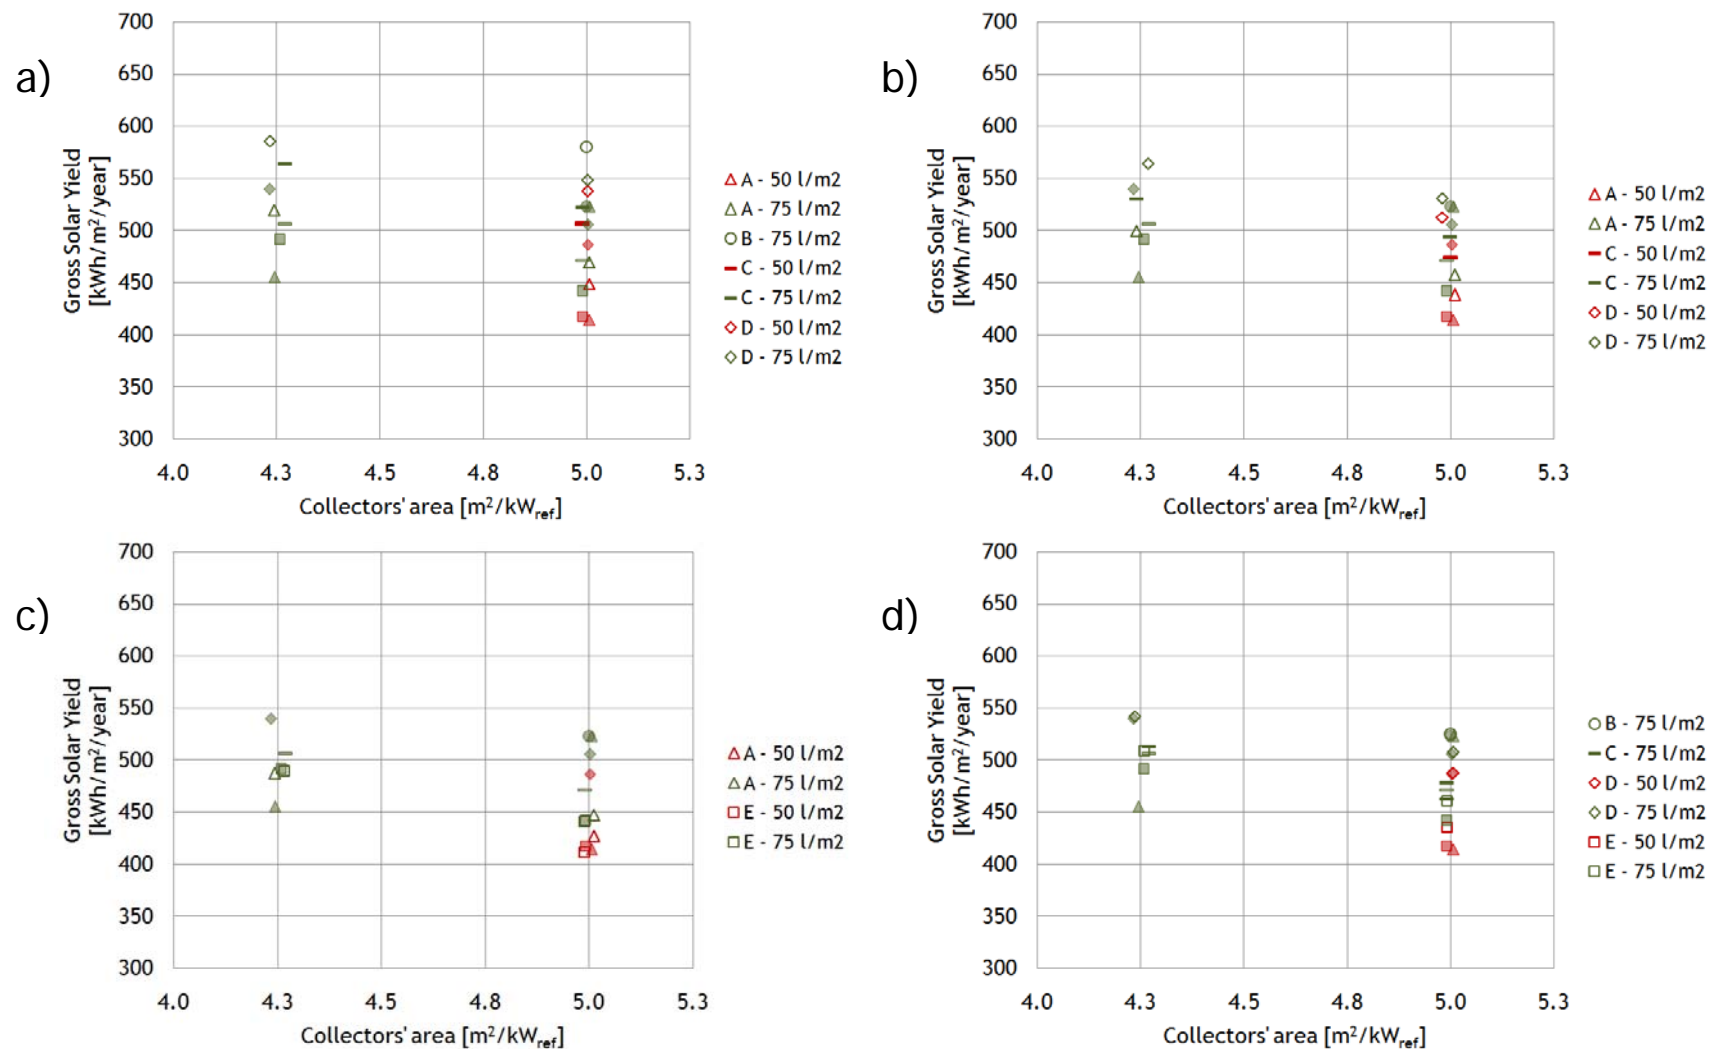 a)
700
650
600
550
500
450
400
350
300
Gross Solar Yield
[kWh/m²/year]
4.0 4.3 4.5 4.8 5.0 5.3
Collectors' area [m²/kWref]
A - 50 l/m2
A - 75 l/m2
B - 75 l/m2
C - 50 l/m2
C - 75 l/m2
D - 50 l/m2
D - 75 l/m2
b)
700
650
600
550
500
450
400
350
300
Gross Solar Yield
[kWh/m²/year]
4.0 4.3 4.5 4.8 5.0 5.3
Collectors' area [m²/kWref]
A - 50 l/m2
A - 75 l/m2
C - 50 l/m2
C - 75 l/m2
D - 50 l/m2
D - 75 l/m2
c)
700
650
600
550
500
450
400
350
300
Gross Solar Yield
[kWh/m²/year]
4.0 4.3 4.5 4.8 5.0 5.3
Collectors' area [m²/kWref]
A - 50 l/m2
A - 75 l/m2
E - 50 l/m2
E - 75 l/m2
d)
700
650
600
550
500
450
400
350
300
Gross Solar Yield
[kWh/m²/year]
4.0 4.3 4.5 4.8 5.0 5.3
Collectors' area [m²/kWref]
B - 75 l/m2
C - 75 l/m2
D - 50 l/m2
D - 75 l/m2
E - 50 l/m2
E - 75 l/m2